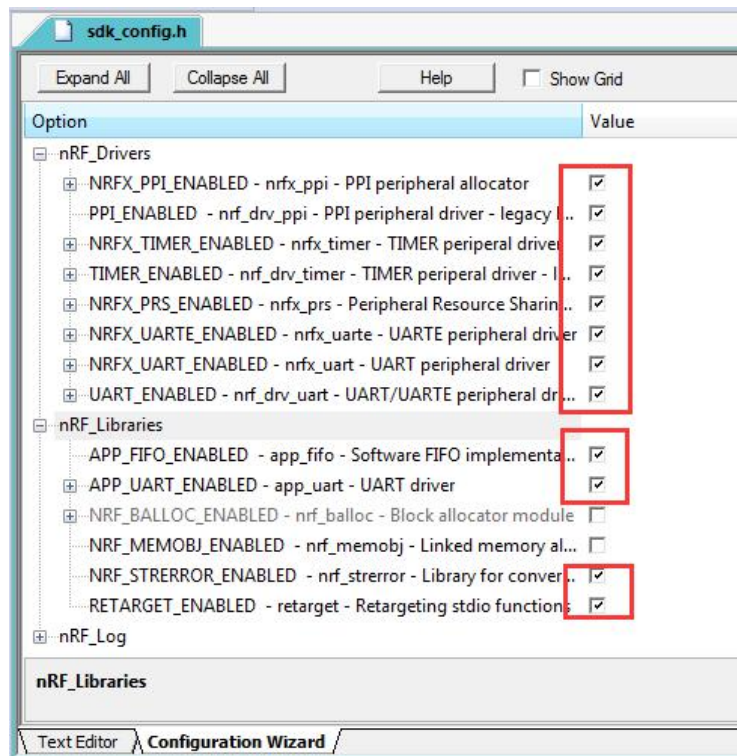 sdk_config.h
Expand All Collapse All Help Show Grid
Option Value
nRF_Drivers
NRFX_PPI_ENABLED - nrfx_ppi - PPI peripheral allocator
PPI_ENABLED - nrf_drv_ppi - PPI peripheral driver - legacy l...
NRFX_TIMER_ENABLED - nrfx_timer - TIMER periperal driver
TIMER_ENABLED - nrf_drv_timer - TIMER periperal driver - l...
NRFX_PRS_ENABLED - nrfx_prs - Peripheral Resource Sharin...
NRFX_UARTE_ENABLED - nrfx_uarte - UARTE peripheral driver
NRFX_UART_ENABLED - nrfx_uart - UART peripheral driver
UART_ENABLED - nrf_drv_uart - UART/UARTE peripheral dr...
nRF_Libraries
APP_FIFO_ENABLED - app_fifo - Software FIFO implementa...
APP_UART_ENABLED - app_uart - UART driver
NRF_BALLOC_ENABLED - nrf_balloc - Block allocator module
NRF_MEMOBJ_ENABLED - nrf_memobj - Linked memory al...
NRF_STRERROR_ENABLED - nrf_strerror - Library for conver...
RETARGET_ENABLED - retarget - Retargeting stdio functions
nRF_Log
nRF_Libraries
Text Editor Configuration Wizard